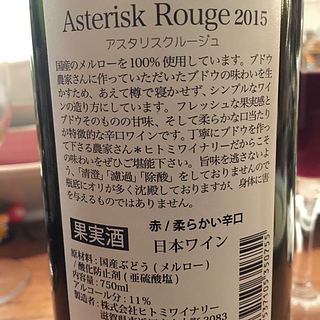 Asterisk Rouge 2015
アスタリスクルージュ
国産のメルローを100%使用しています。ブドウ
農家さんに作っていただいたブドウの味わいを生
かすため、あえて樽で寝かせず、シンプルなワイ
ンの造り方にしています。フレッシュな果実感と
ブドウそのものの甘味、そして柔らかな口当たり
が特徴的な辛口ワインです。丁寧にブドウを作っ
て下さる農家さん＊ヒトミワイナリーだからこそ
の味わいをぜひご堪能下さい。旨味を逃さないよ
う、「清澄」「濾過」「除酸」をしておりませんので
瓶底にオリが多く沈殿しておりますが、身体に害
を与えるものではありません。
果実酒
赤/柔らかい辛口
日本ワイン
原材料:国産ぶどう(メルロー)
/酸化防止剤(亜硫酸塩)
容量:750ml
アルコール分:11%
製造者:株式会社ヒトミワイナリー
滋賀県東近江市
2083